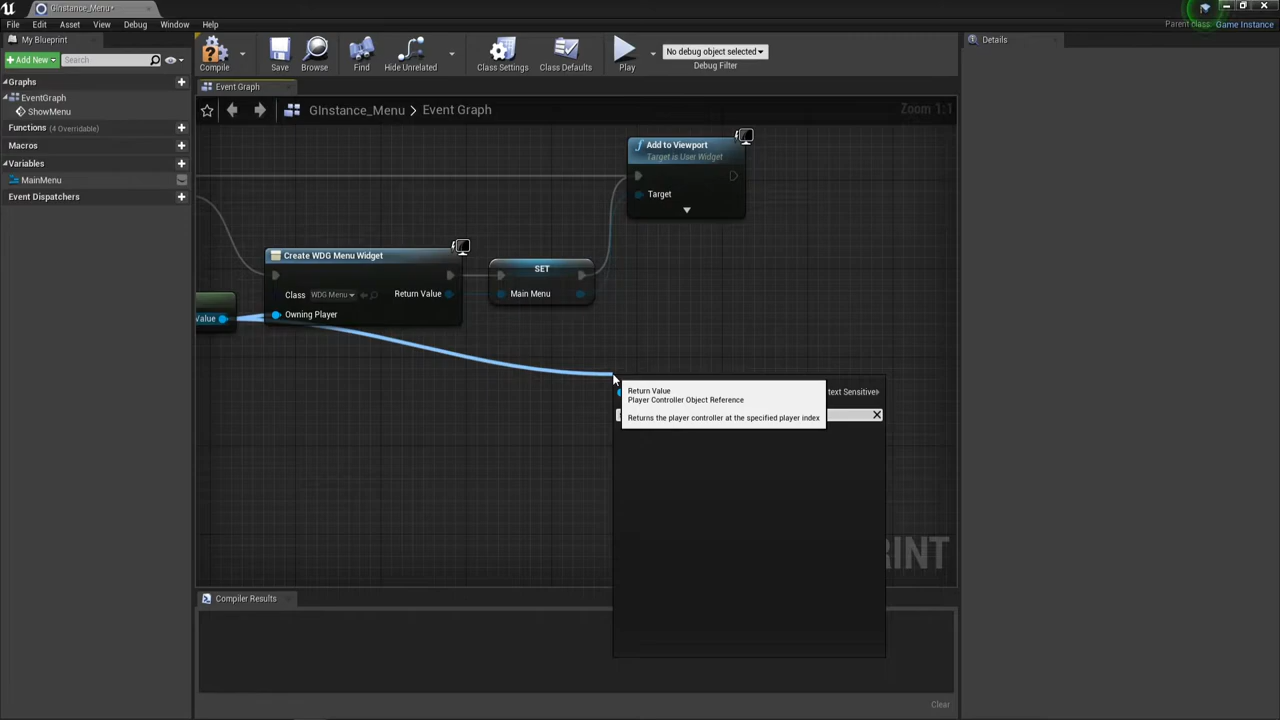 GInstance_Menu*
File Edit Asset View Debug Window Help
Parent class: Game Instance
My Blueprint
Add New
Search
Compile
Save
Browse
Find
Hide Unrelated
Class Settings
Class Defaults
Play
No debug object selected
Debug Filter
Details
Graphs
EventGraph
ShowMenu
Functions (4 Overridable)
Macros
Variables
MainMenu
Event Dispatchers
Event Graph
GInstance_Menu > Event Graph
Zoom 1:1
f Add to Viewport
Target is User Widget
Target
Create WDG Menu Widget
Class WDG Menu
Return Value
Owning Player
SET
Main Menu
Value
Return Value
Player Controller Object Reference
Returns the player controller at the specified player index
text Sensitive
RINT
Compiler Results
Clear